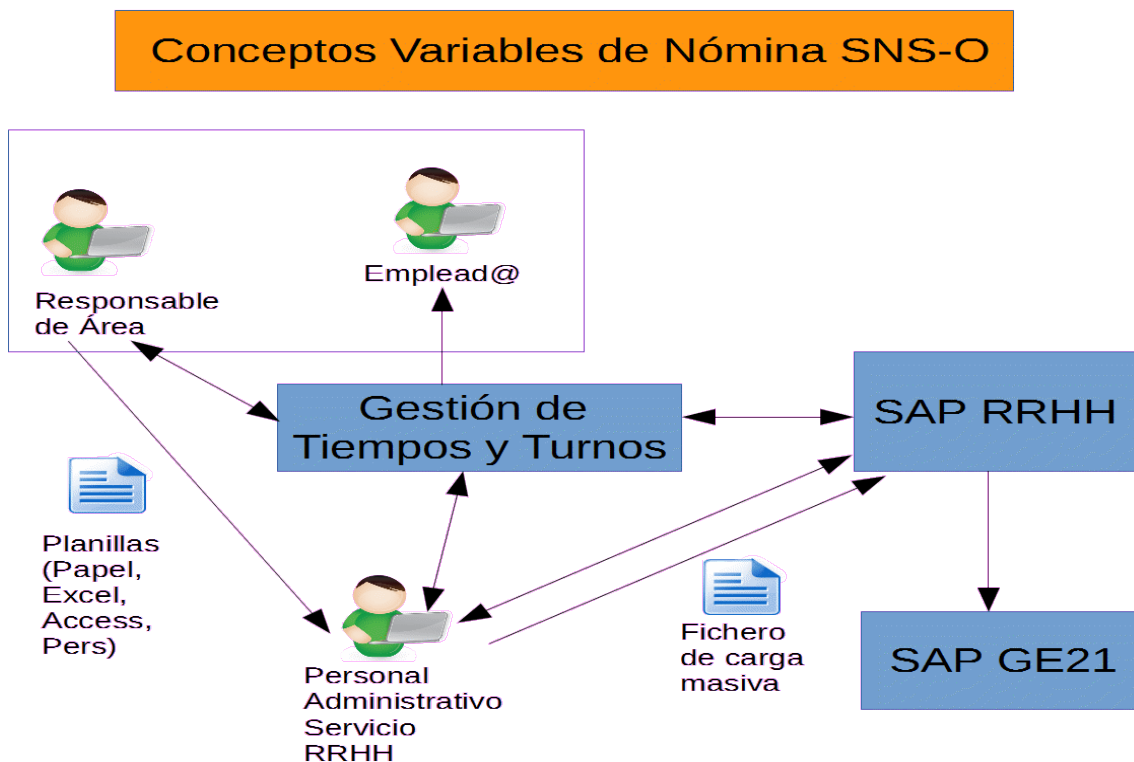 Conceptos Variables de Nómina SNS-O
Emplead@
Responsable
de Área
Gestión de
Tiempos y Turnos
SAP RRHH
Planillas
(Papel,
Excel,
Access,
Pers)
Fichero
de carga
masiva
SAP GE21
Personal
Administrativo
Servicio
RRHH